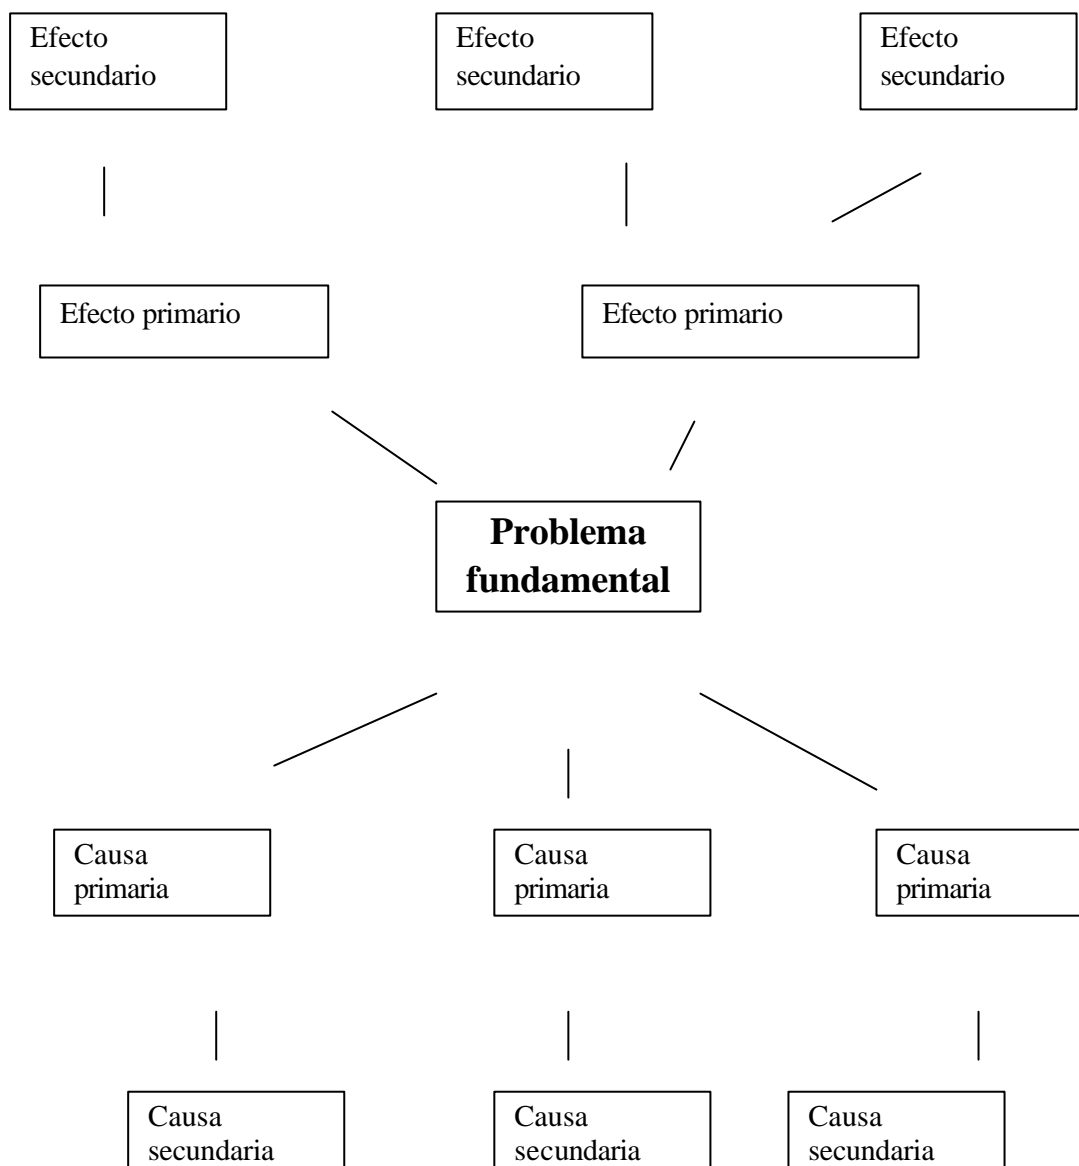 Efecto
secundario
Efecto
secundario
Efecto
secundario
Efecto primario
Efecto primario
Problema
fundamental
Causa
primaria
Causa
primaria
Causa
primaria
Causa
secundaria
Causa
secundaria
Causa
secundaria